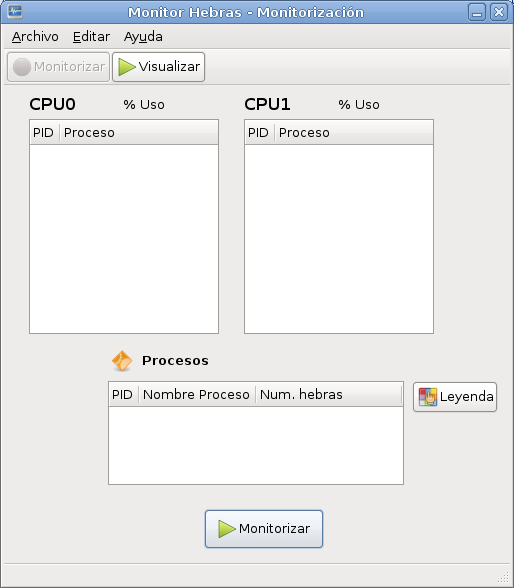 Monitor Hebras - Monitorización
Archivo Editar Ayuda
Monitorizar Visualizar
CPU0 % Uso CPU1 % Uso
PID Proceso PID Proceso
Procesos
PID Nombre Proceso Num. hebras
Leyenda
Monitorizar